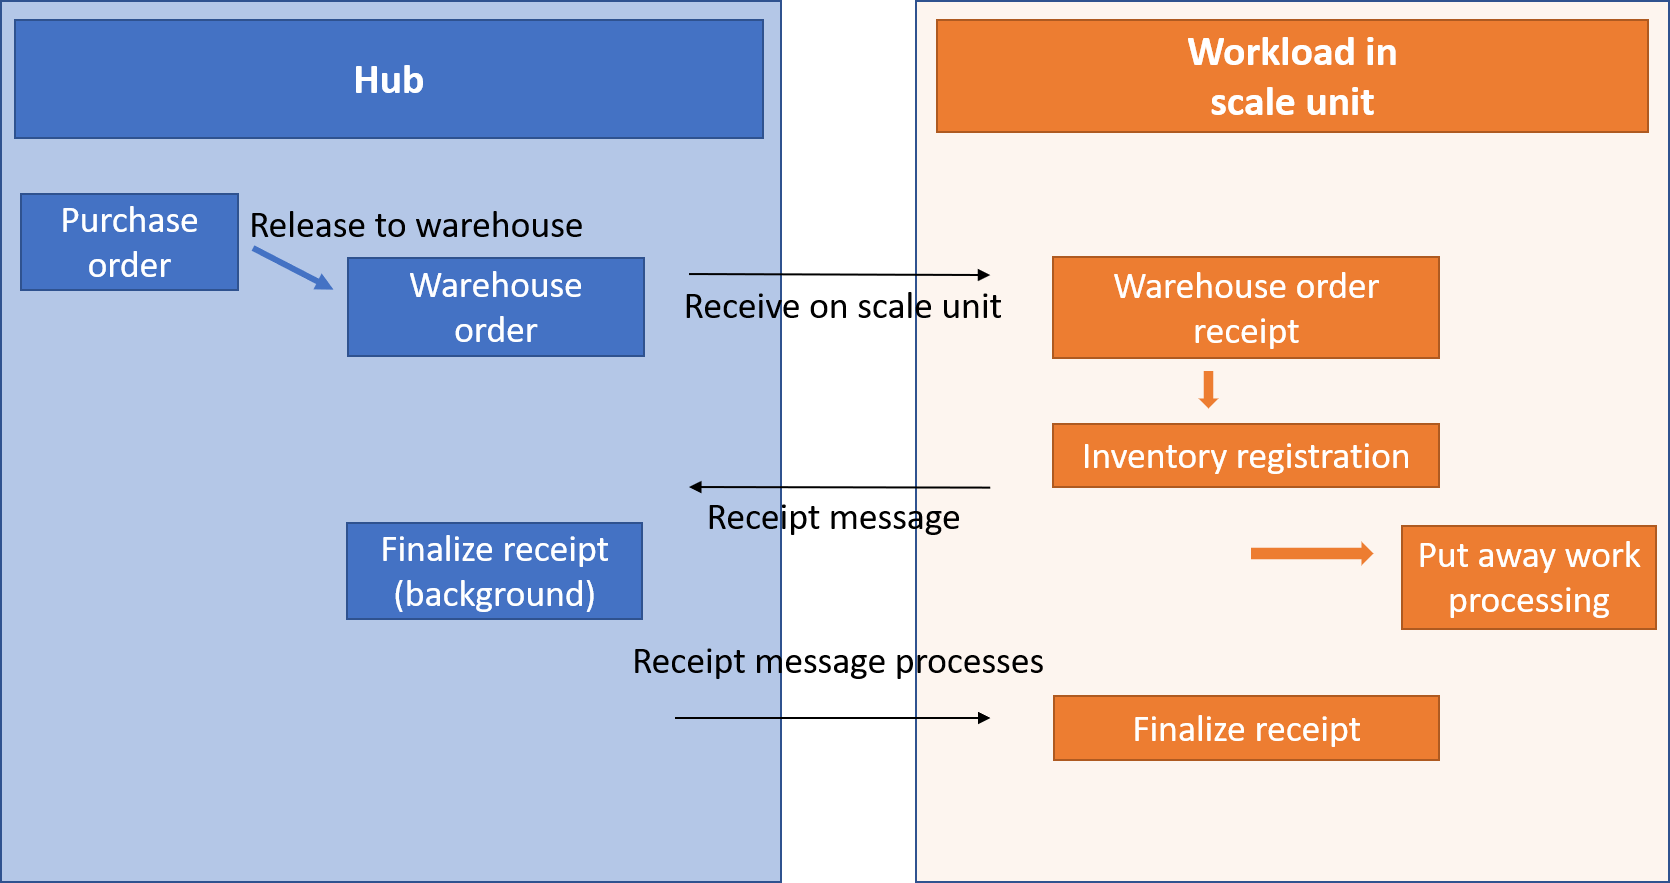 Hub
Workload in
scale unit
Purchase
order
Release to warehouse
Warehouse
order
Receive on scale unit
Warehouse order
receipt
Inventory registration
Receipt message
Finalize receipt
(background)
Put away work
processing
Receipt message processes
Finalize receipt